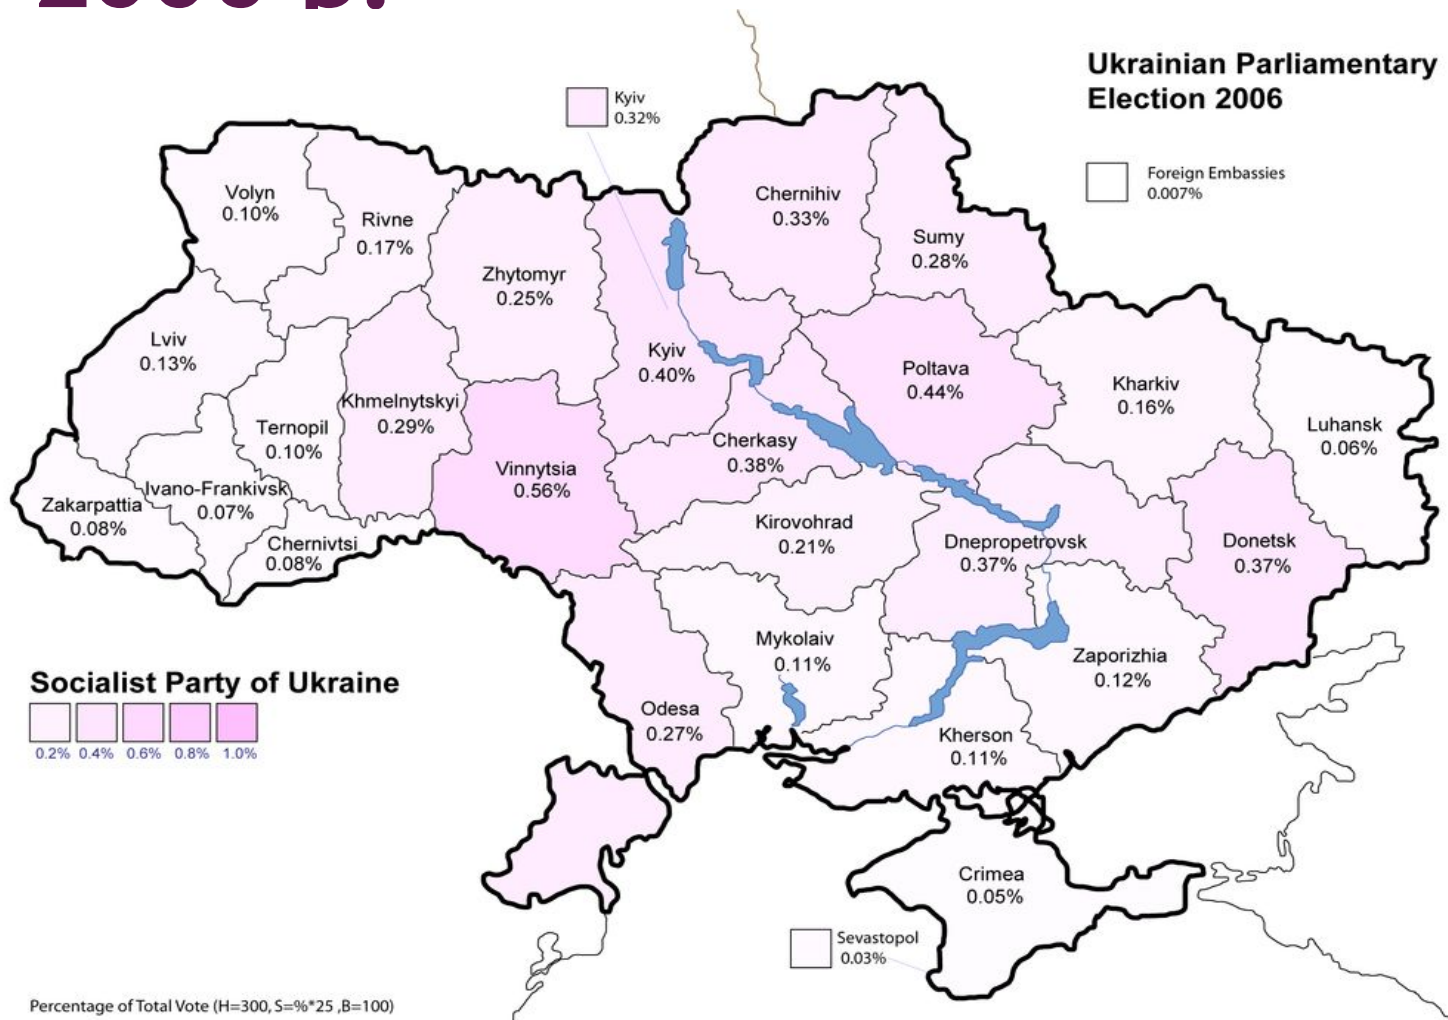 2006 р.
Ukrainian Parliamentary
Election 2006
Kyiv
0.32%
Foreign Embassies
0.007%
Volyn
0.10%
Rivne
0.17%
Chernihiv
0.33%
Sumy
0.28%
Zhytomyr
0.25%
Lviv
0.13%
Kyiv
0.40%
Poltava
0.44%
Kharkiv
0.16%
Khmelnytskyi
0.29%
Ternopil
0.10%
Luhansk
0.06%
Cherkasy
0.38%
Vinnytsia
0.56%
Ivano-Frankivsk
0.07%
Zakarpattia
0.08%
Kirovohrad
0.21%
Chernivtsi
0.08%
Dnepropetrovsk
0.37%
Donetsk
0.37%
Mykolaiv
0.11%
Zaporizhia
0.12%
Socialist Party of Ukraine
0.2% 0.4% 0.6% 0.8% 1.0%
Odesa
0.27%
Kherson
0.11%
Crimea
0.05%
Sevastopol
0.03%
Percentage of Total Vote (H=300, S=%*25 ,B=100)